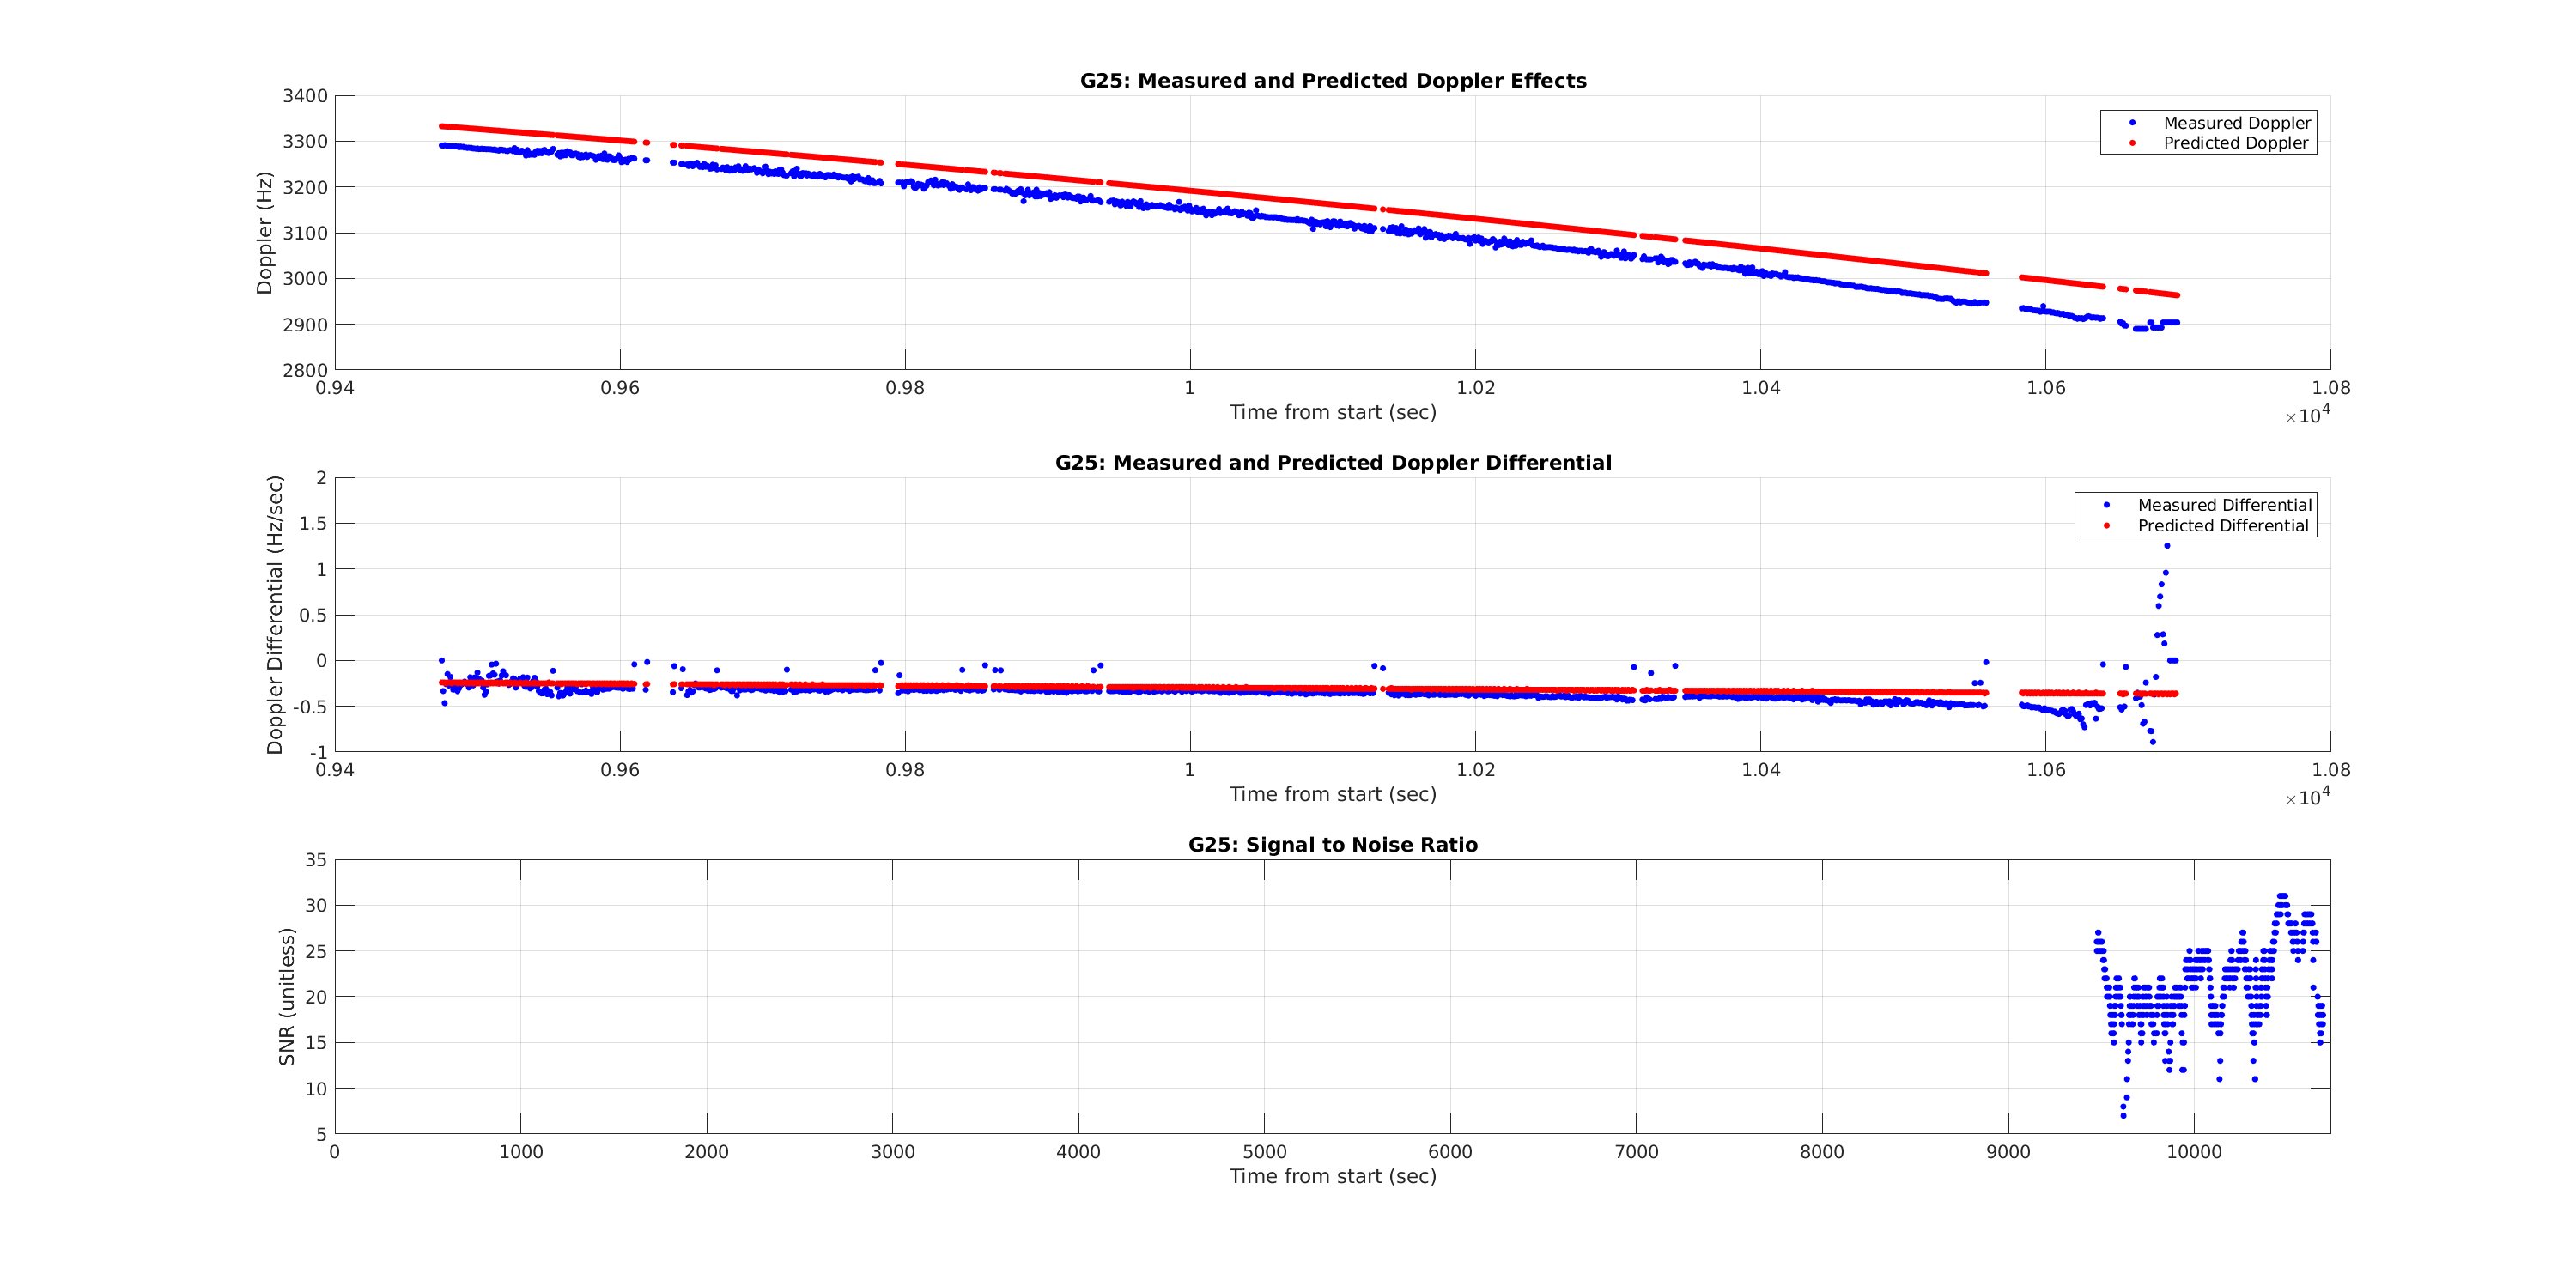 G25: Measured and Predicted Doppler Effects
Doppler (Hz)
3400
3300
3200
3100
3000
2900
2800
Measured Doppler
Predicted Doppler
0.94 0.96 0.98 1 1.02 1.04 1.06 1.08
Time from start (sec)
×10^4
G25: Measured and Predicted Doppler Differential
Doppler Differential (Hz/sec)
2
1.5
1
0.5
0
-0.5
-1
Measured Differential
Predicted Differential
0.94 0.96 0.98 1 1.02 1.04 1.06 1.08
Time from start (sec)
×10^4
G25: Signal to Noise Ratio
SNR (unitless)
35
30
25
20
15
10
5
0 1000 2000 3000 4000 5000 6000 7000 8000 9000 10000
Time from start (sec)